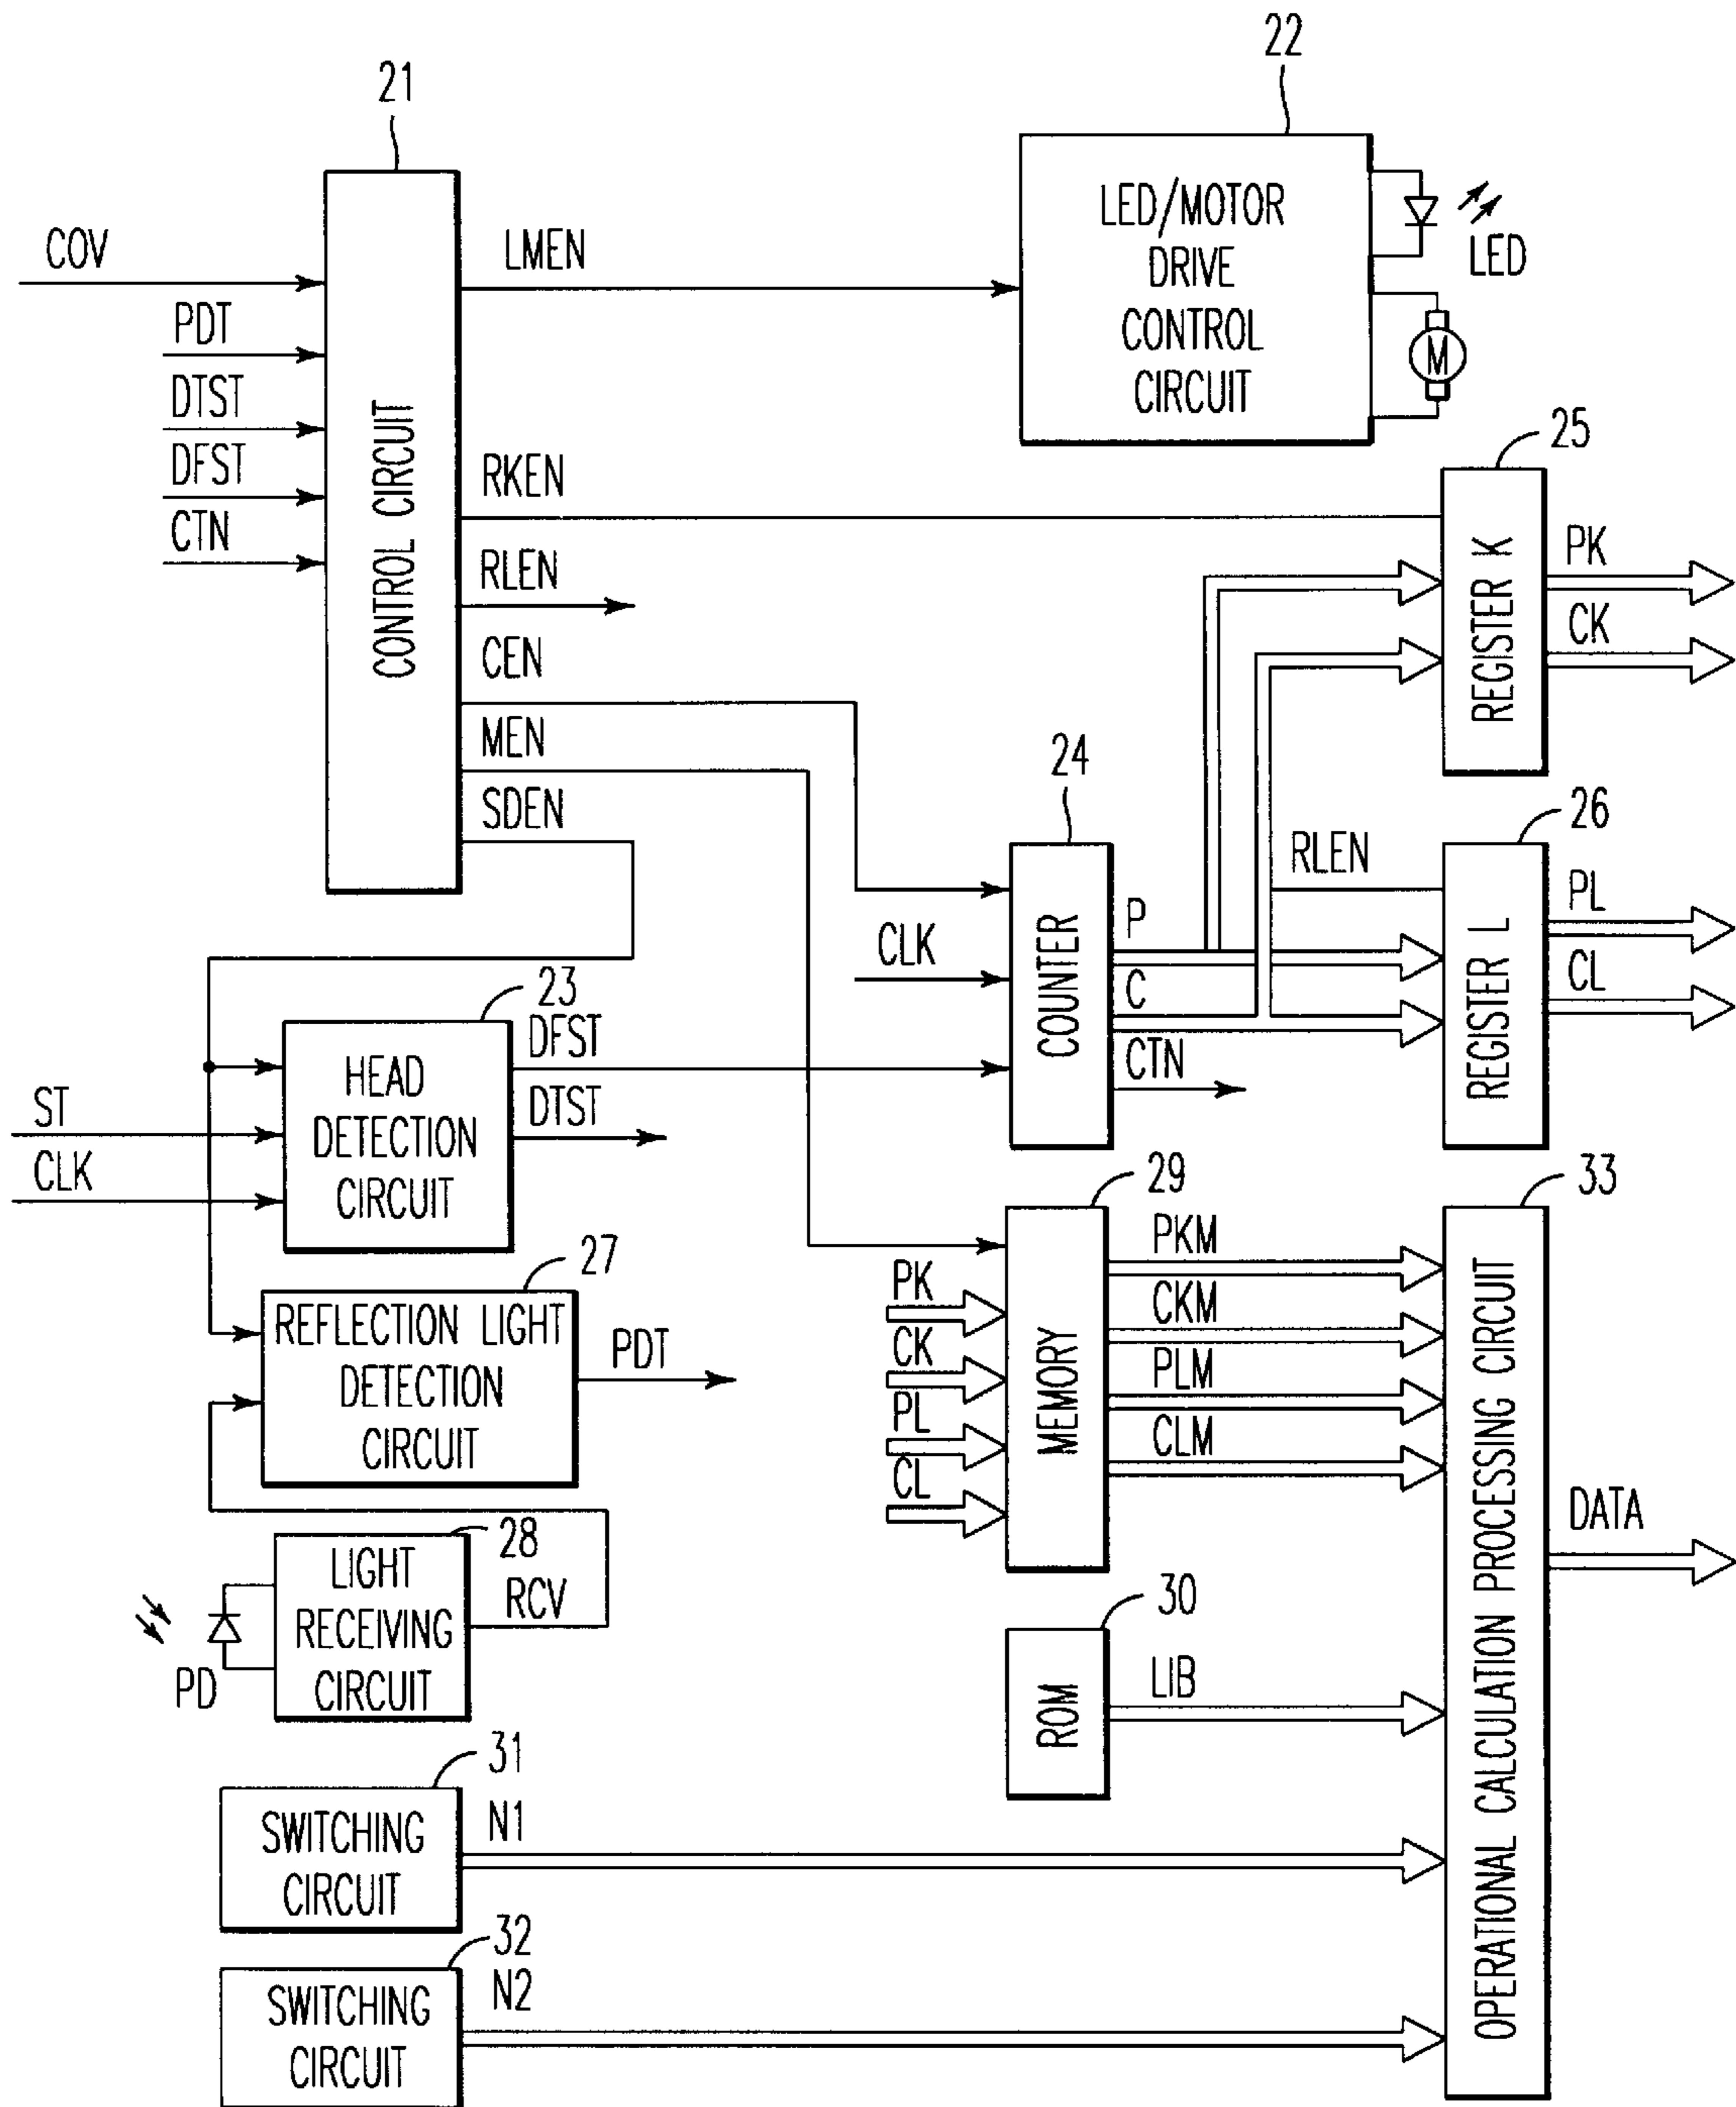 21
COV
PDT
DTST
DFST
CTN
CONTROL CIRCUIT
LMEN
RKEN
RLEN
CEN
MEN
SDEN
22
LED/MOTOR
DRIVE
CONTROL
CIRCUIT
LED
M
25
REGISTER K
PK
CK
24
CLK
COUNTER
P
C
CTN
RLEN
26
REGISTER L
PL
CL
23
ST
CLK
HEAD
DETECTION
CIRCUIT
DFST
DTST
27
REFLECTION LIGHT
DETECTION
CIRCUIT
PDT
28
PD
LIGHT
RECEIVING
CIRCUIT
RCV
29
PK
CK
PL
CL
MEMORY
PKM
CKM
PLM
CLM
30
ROM
LIB
33
OPERATIONAL CALCULATION PROCESSING CIRCUIT
DATA
31
SWITCHING
CIRCUIT
N1
32
SWITCHING
CIRCUIT
N2